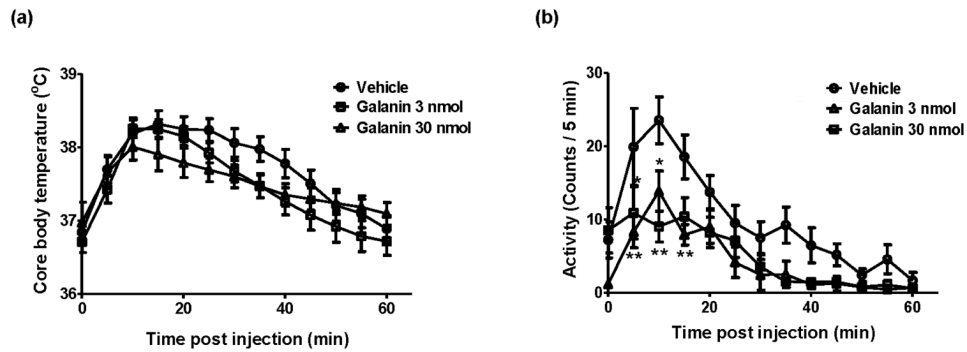 (a)
Core body temperature (°C)
39
38
37
36
0
20
40
60
Time post injection (min)
Vehicle
Galanin 3 nmol
Galanin 30 nmol
(b)
Activity (Counts / 5 min)
30
20
10
0
0
20
40
60
Time post injection (min)
Vehicle
Galanin 3 nmol
Galanin 30 nmol
*
*
** ** **